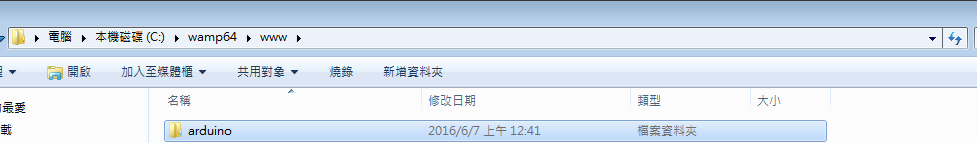 電腦 本機磁碟 (C:) wamp64 www
理 開啟 加入至媒體櫃 共用對象 燒錄 新增資料夾
最愛 名稱 修改日期 類型 大小
載 arduino 2016/6/7 上午 12:41 檔案資料夾